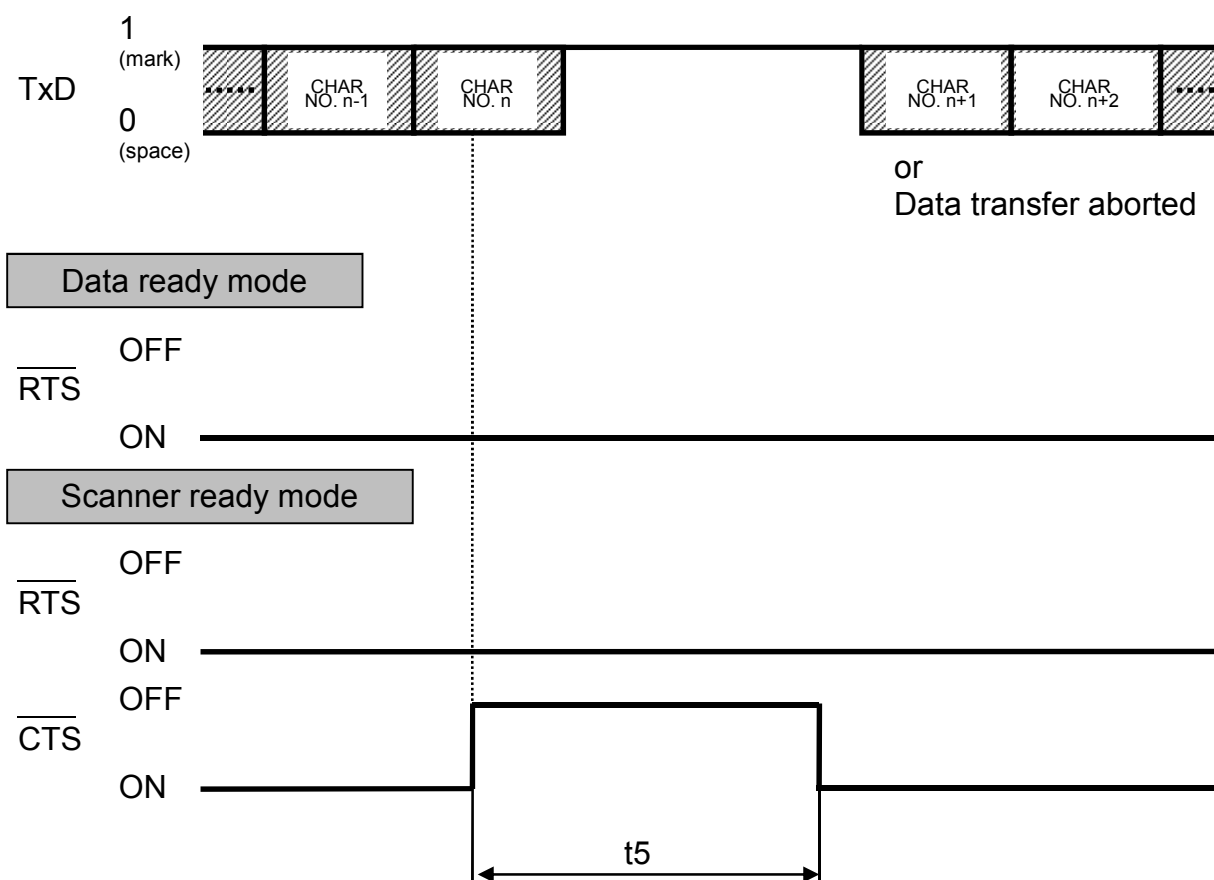 1
(mark)
TxD
0
(space)
CHAR
NO. n-1
CHAR
NO. n
CHAR
NO. n+1
CHAR
NO. n+2
or
Data transfer aborted
Data ready mode
OFF
RTS
ON
Scanner ready mode
OFF
RTS
ON
OFF
CTS
ON
t5